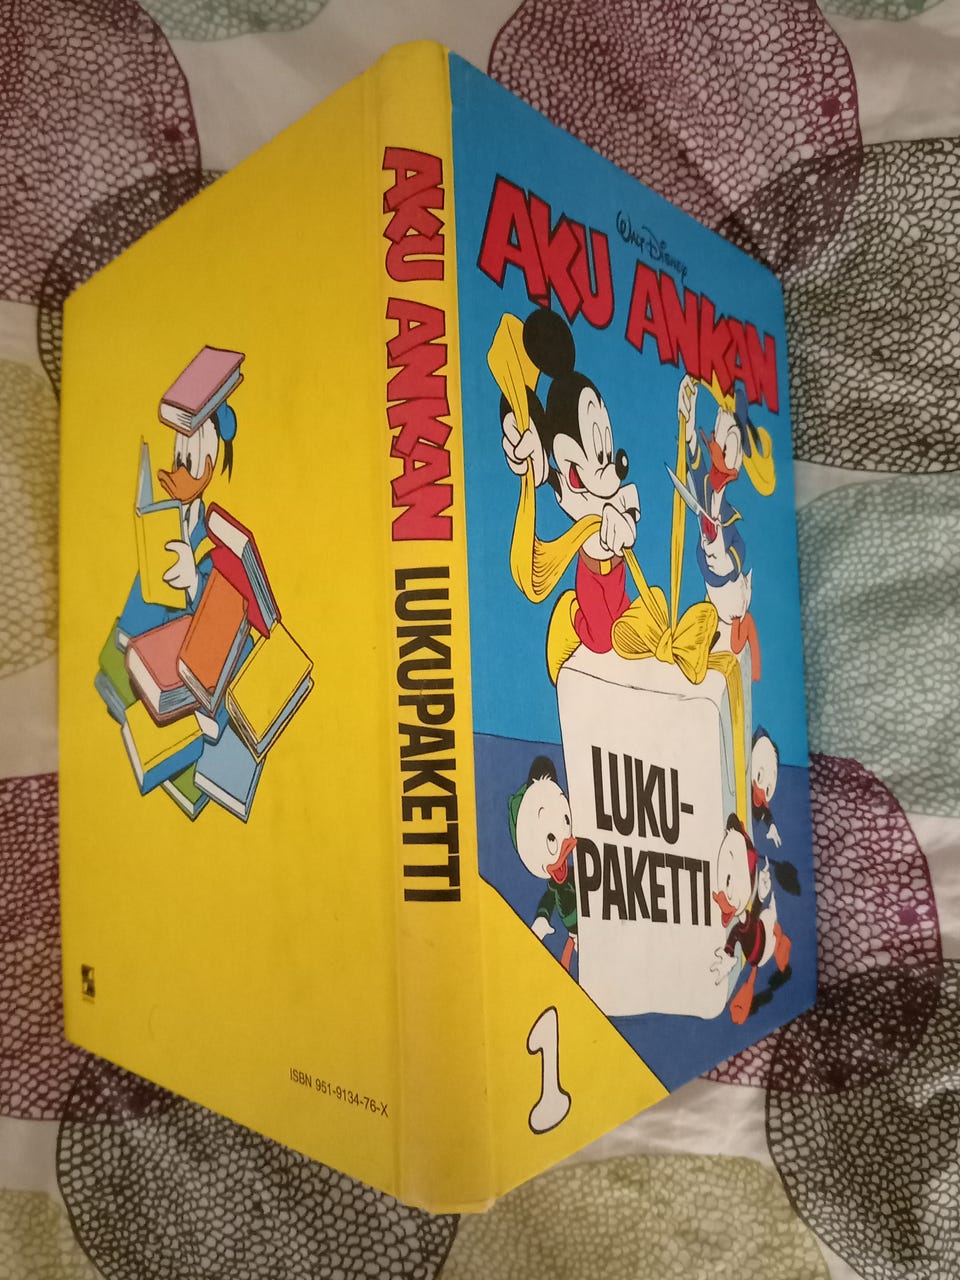 WALT DISNEY
AKU ANKAN
LUKU-
PAKETTI
1
AKU ANKAN LUKUPAKETTI
ISBN 951-9134-76-X